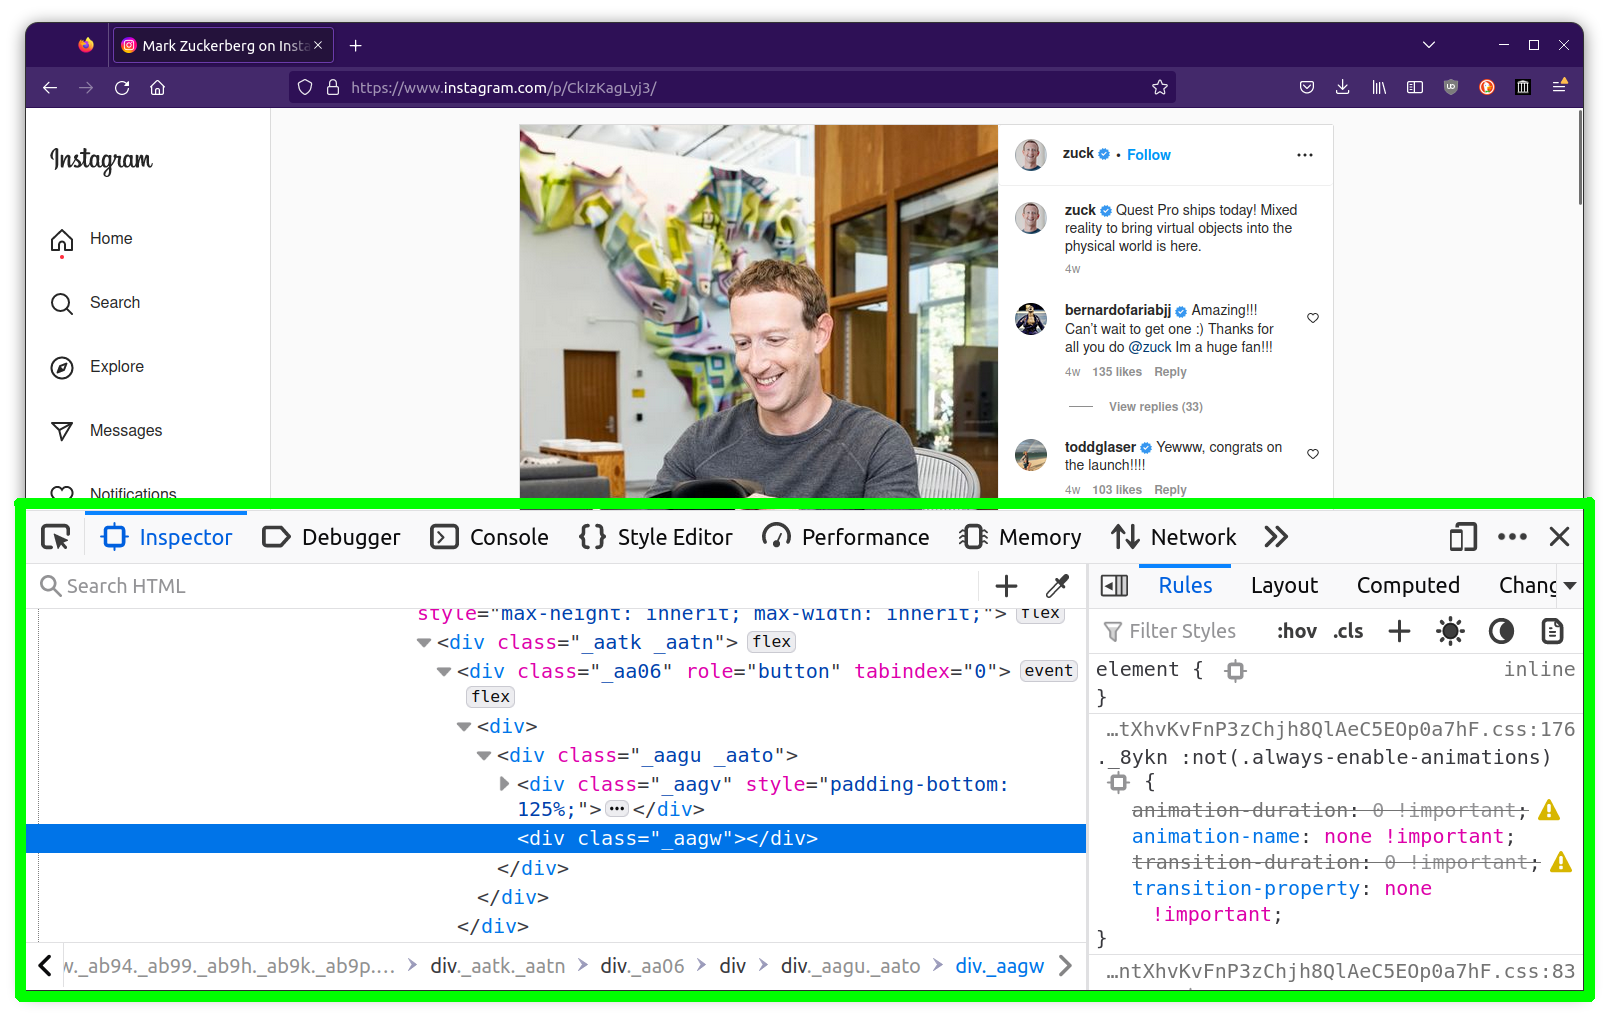 Mark Zuckerberg on Insta
https://www.instagram.com/p/CkIzKagLyj3/
Instagram
Home
Search
Explore
Messages
Notifications
zuck • Follow
zuck Quest Pro ships today! Mixed
reality to bring virtual objects into the
physical world is here.
4w
bernardofariabjj Amazing!!!
Can't wait to get one :) Thanks for
all you do @zuck Im a huge fan!!!
4w 135 likes Reply
View replies (33)
toddglaser Yewww, congrats on
the launch!!!!
4w 103 likes Reply
Inspector Debugger Console {} Style Editor Performance Memory Network
Search HTML
style="max-height: inherit; max-width: inherit;"> flex
<div class="_aatk _aatn"> flex
<div class="_aa06" role="button" tabindex="0"> event
flex
<div>
<div class="_aagu _aato">
<div class="_aagv" style="padding-bottom:
125%;"> ••• </div>
<div class="_aagw"></div>
</div>
</div>
</div>
w._ab94._ab99._ab9h._ab9k._ab9p.… div._aatk._aatn div._aa06 div div._aagu._aato div._aagw
Rules Layout Computed Chang
Filter Styles :hov .cls
element { inline
}
…tXhvKvFnP3zChjh8QlAeC5EOp0a7hF.css:176
._8ykn :not(.always-enable-animations)
{
animation-duration: 0 !important;
animation-name: none !important;
transition-duration: 0 !important;
transition-property: none
!important;
}
…ntXhvKvFnP3zChjh8QlAeC5EOp0a7hF.css:83